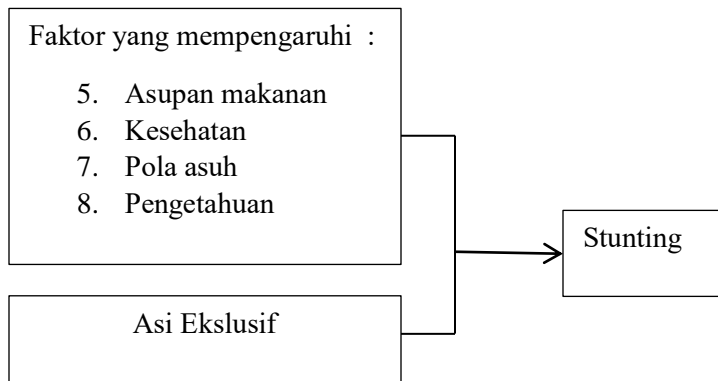 Faktor yang mempengaruhi :
5. Asupan makanan
6. Kesehatan
7. Pola asuh
8. Pengetahuan
Stunting
Asi Ekslusif